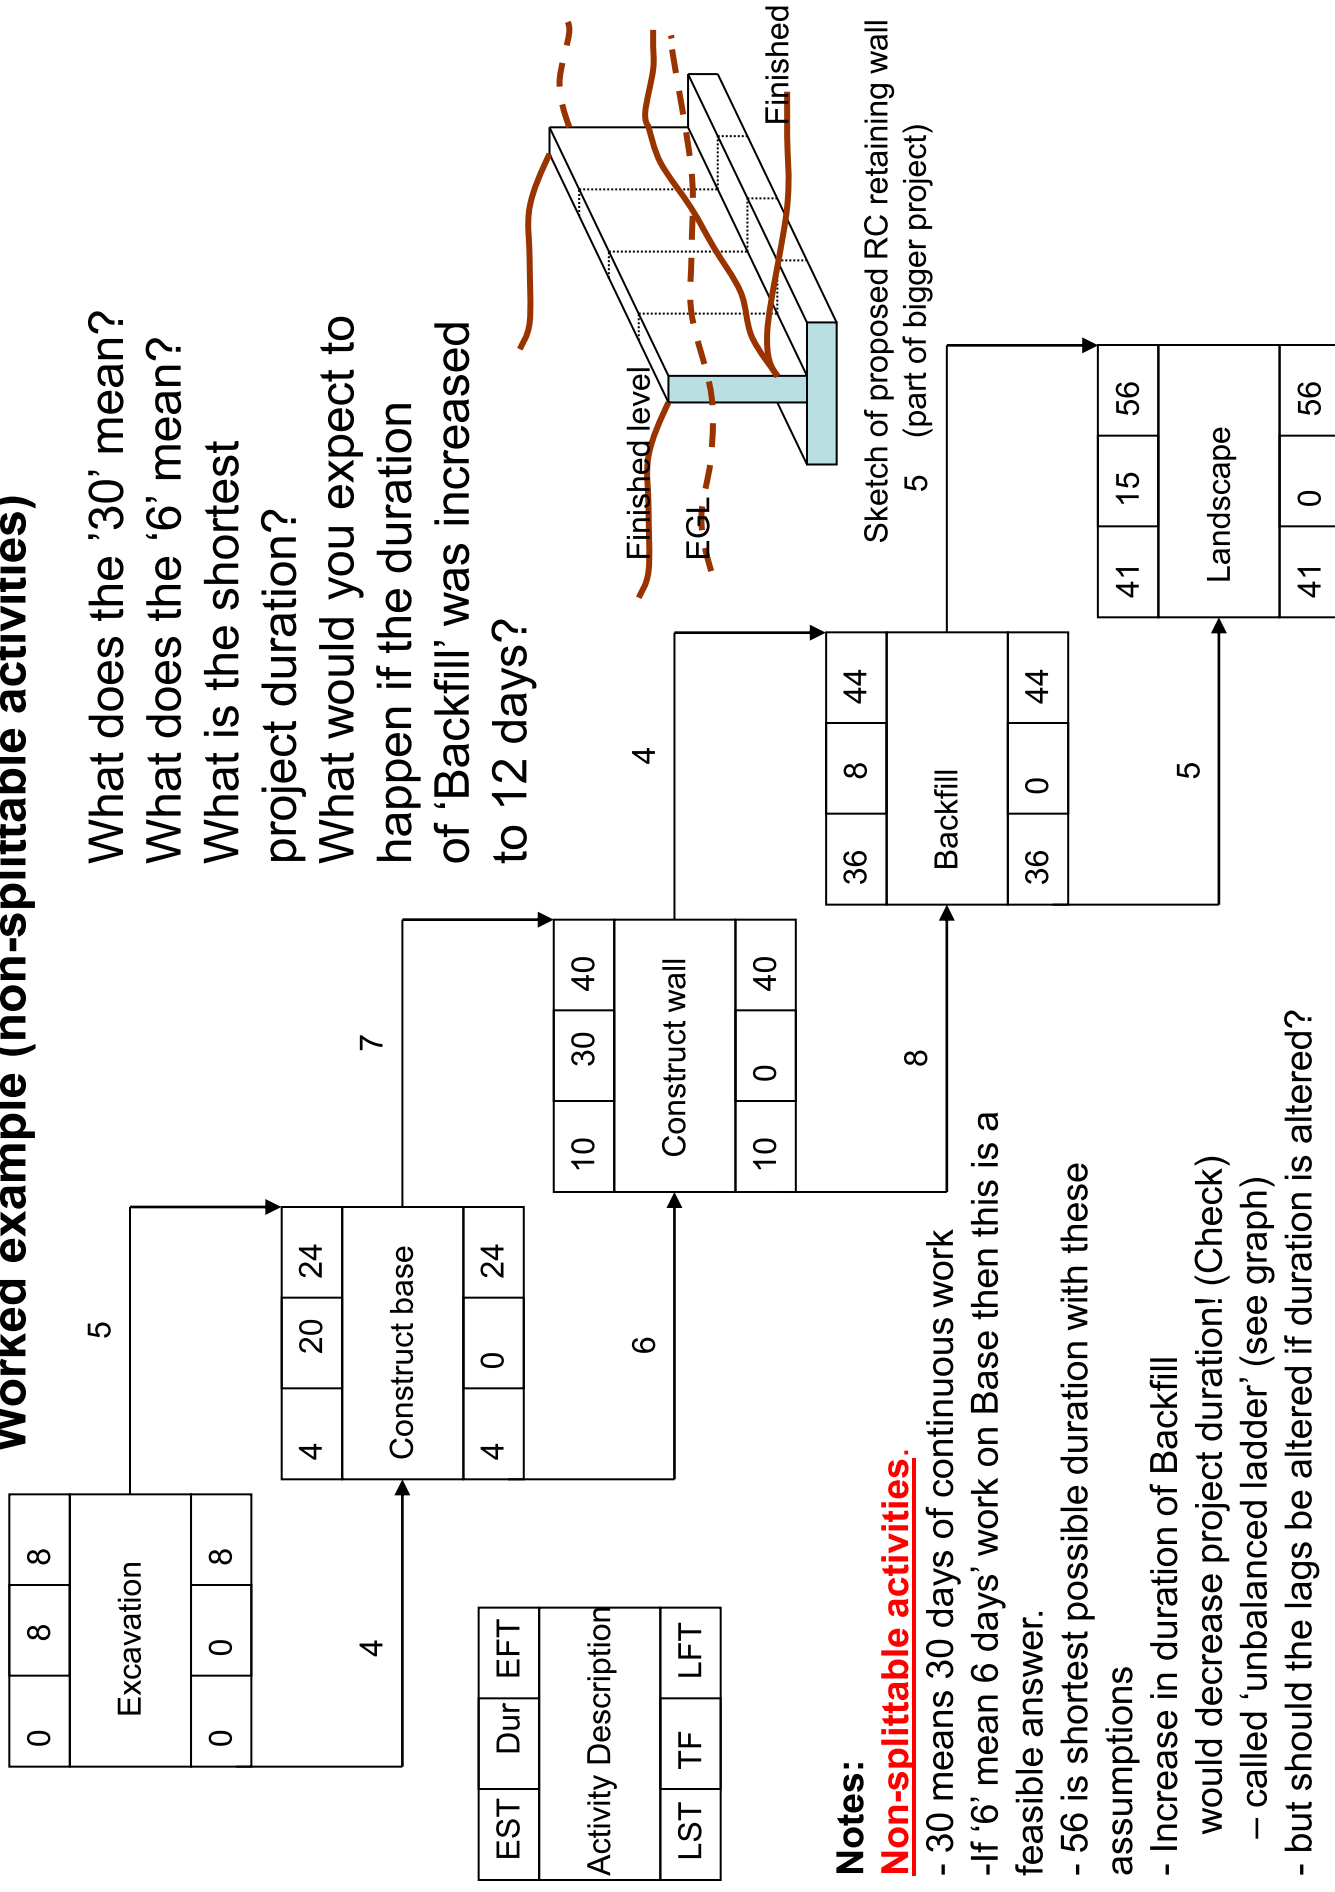 Worked example (non-splittable activities)
What does the ’30’ mean?
What does the ‘6’ mean?
What is the shortest
project duration?
What would you expect to
happen if the duration
of ‘Backfill’ was increased
to 12 days?
0 8 8
Excavation
0 0 8
5
4
4 20 24
Construct base
4 0 24
7
6
10 30 40
Construct wall
10 0 40
4
8
36 8 44
Backfill
36 0 44
5
5
41 15 56
Landscape
41 0 56
EST Dur EFT
Activity Description
LST TF LFT
Finished level
EGL
Finished
Sketch of proposed RC retaining wall
(part of bigger project)
Notes:
Non-splittable activities.
- 30 means 30 days of continuous work
-If ‘6’ mean 6 days’ work on Base then this is a
feasible answer.
- 56 is shortest possible duration with these
assumptions
- Increase in duration of Backfill
would decrease project duration! (Check)
– called ‘unbalanced ladder’ (see graph)
- but should the lags be altered if duration is altered?